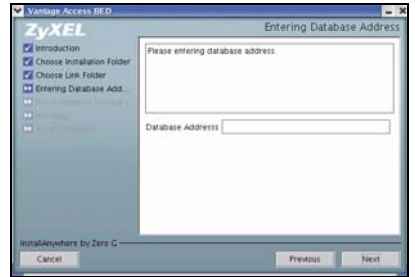 Vantage Access BED
ZyXEL
Entering Database Address
Introduction
Choose Installation Folder
Choose Link Folder
Entering Database Add...
Please entering database address
Database Addresss
InstallAnywhere by Zero G
Cancel
Previous
Next